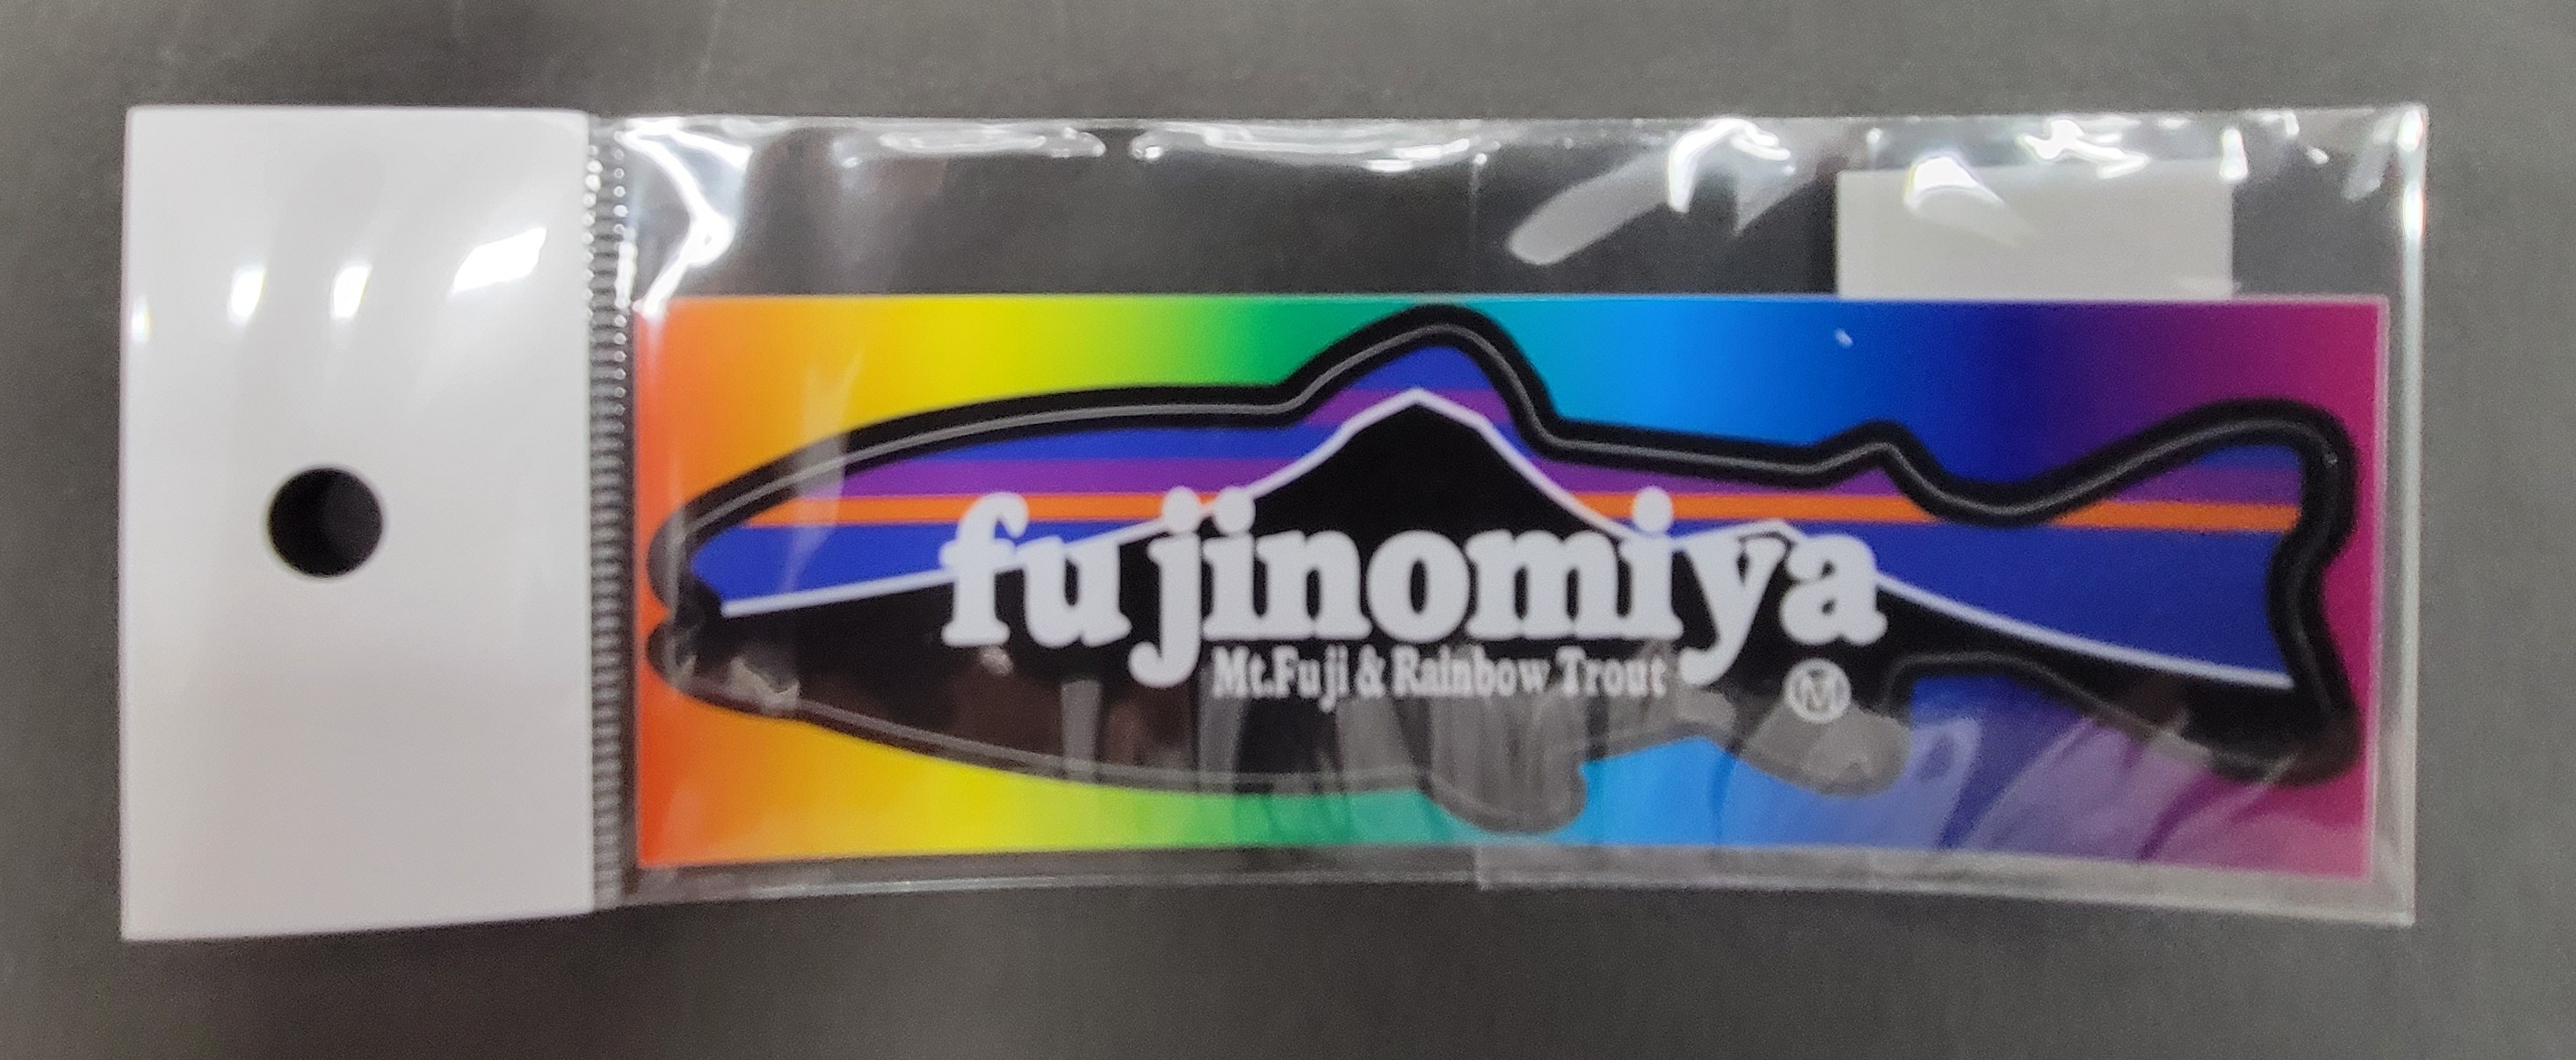 fujinomiya
Mt.Fuji & Rainbow Trout
Ⓜ